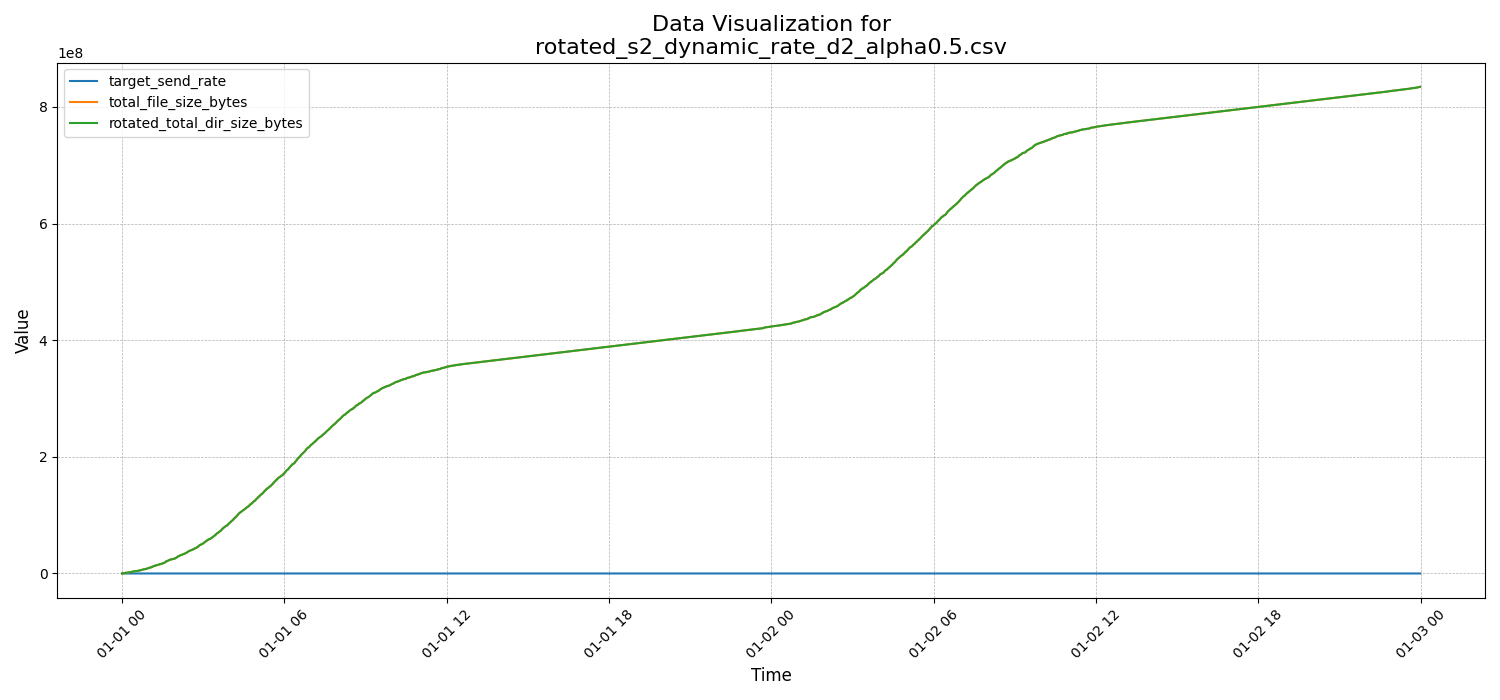 Data Visualization for
rotated_s2_dynamic_rate_d2_alpha0.5.csv
1e8
target_send_rate
total_file_size_bytes
rotated_total_dir_size_bytes
8
6
4
2
0
Value
01-01 00
01-01 06
01-01 12
01-01 18
01-02 00
01-02 06
01-02 12
01-02 18
01-03 00
Time